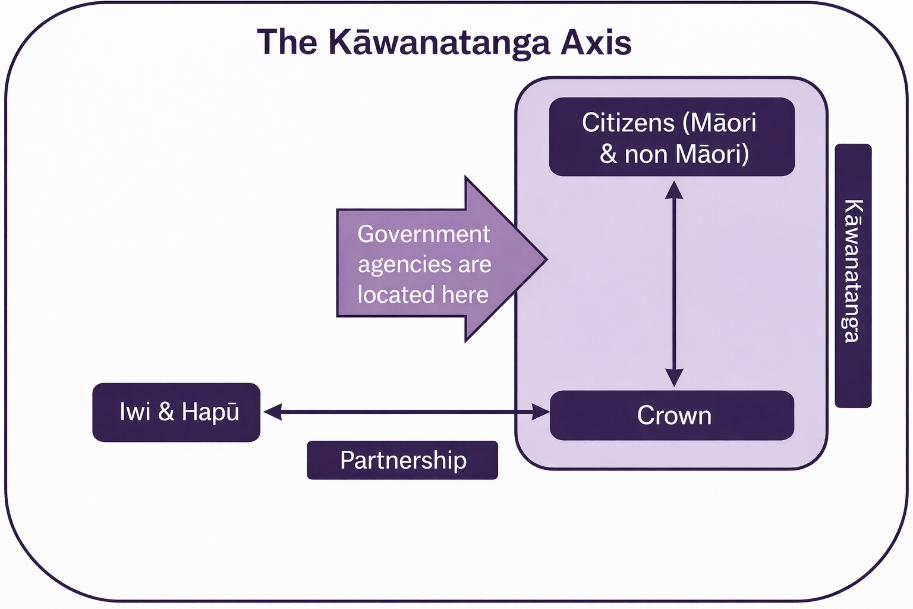 The Kāwanatanga Axis
Citizens (Māori
& non Māori)
Government
agencies are
located here
Kāwanatanga
Iwi & Hapū
Crown
Partnership